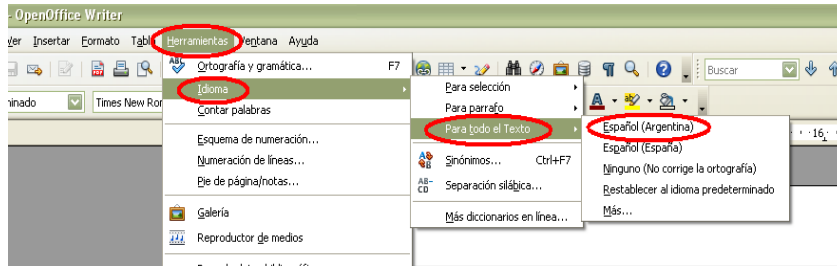 - OpenOffice Writer
Ver Insertar Formato Tabla Herramientas Ventana Ayuda
Buscar
Times New Ror
Ortografía y gramática... F7
Idioma
Contar palabras
Esquema de numeración...
Numeración de líneas...
Pie de página/notas...
Galería
Reproductor de medios
Para selección
Para parrafo
Para todo el Texto
Sinónimos... Ctrl+F7
Separación silábica...
Más diccionarios en línea...
Español (Argentina)
Español (España)
Ninguno (No corrige la ortografía)
Restablecer al idioma predeterminado
Más...
16